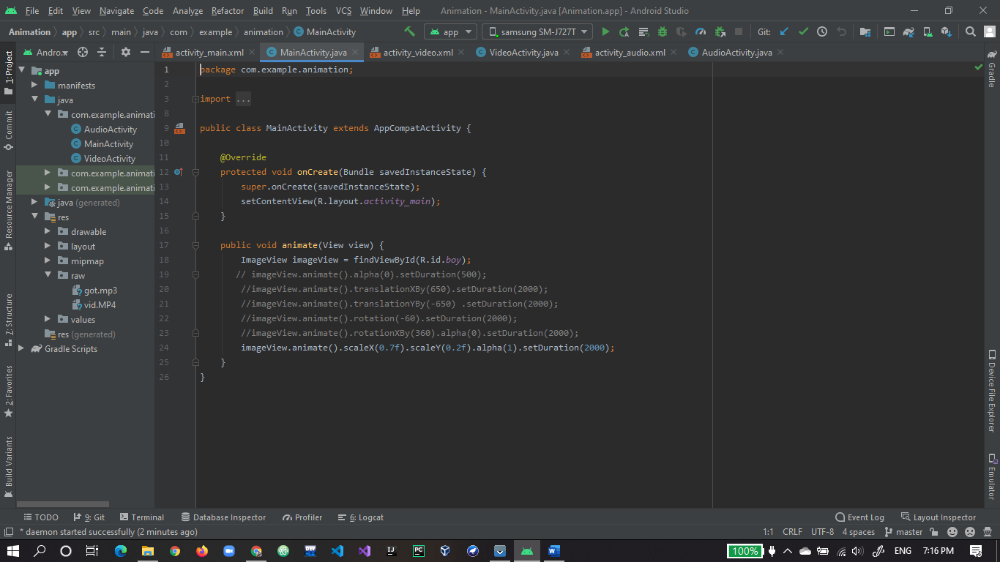 File Edit View Navigate Code Analyze Refactor Build Run Tools VCS Window Help Animation - MainActivity.java [Animation.app] - Android Studio
Animation app src main java com example animation MainActivity app samsung SM-J727T Git:
Andro... activity_main.xml MainActivity.java activity_video.xml VideoActivity.java activity_audio.xml AudioActivity.java
1: Project
Commit
Resource Manager
7: Structure
2: Favorites
Build Variants
app
manifests
java
com.example.animati
AudioActivity
MainActivity
VideoActivity
com.example.animati
com.example.animati
java (generated)
res
drawable
layout
mipmap
raw
got.mp3
vid.MP4
values
res (generated)
Gradle Scripts
1 package com.example.animation;
2
3 import ...
8
9 public class MainActivity extends AppCompatActivity {
10
11 @Override
12 protected void onCreate(Bundle savedInstanceState) {
13 super.onCreate(savedInstanceState);
14 setContentView(R.layout.activity_main);
15 }
16
17 public void animate(View view) {
18 ImageView imageView = findViewById(R.id.boy);
19 // imageView.animate().alpha(0).setDuration(500);
20 //imageView.animate().translationXBy(650).setDuration(2000);
21 //imageView.animate().translationYBy(-650) .setDuration(2000);
22 //imageView.animate().rotation(-60).setDuration(2000);
23 //imageView.animate().rotationXBy(360).alpha(0).setDuration(2000);
24 imageView.animate().scaleX(0.7f).scaleY(0.2f).alpha(1).setDuration(2000);
25 }
26 }
Gradle
Device File Explorer
Emulator
TODO 9: Git Terminal Database Inspector Profiler 6: Logcat Event Log Layout Inspector
* daemon started successfully (2 minutes ago) 1:1 CRLF UTF-8 4 spaces master
100% ENG 7:16 PM